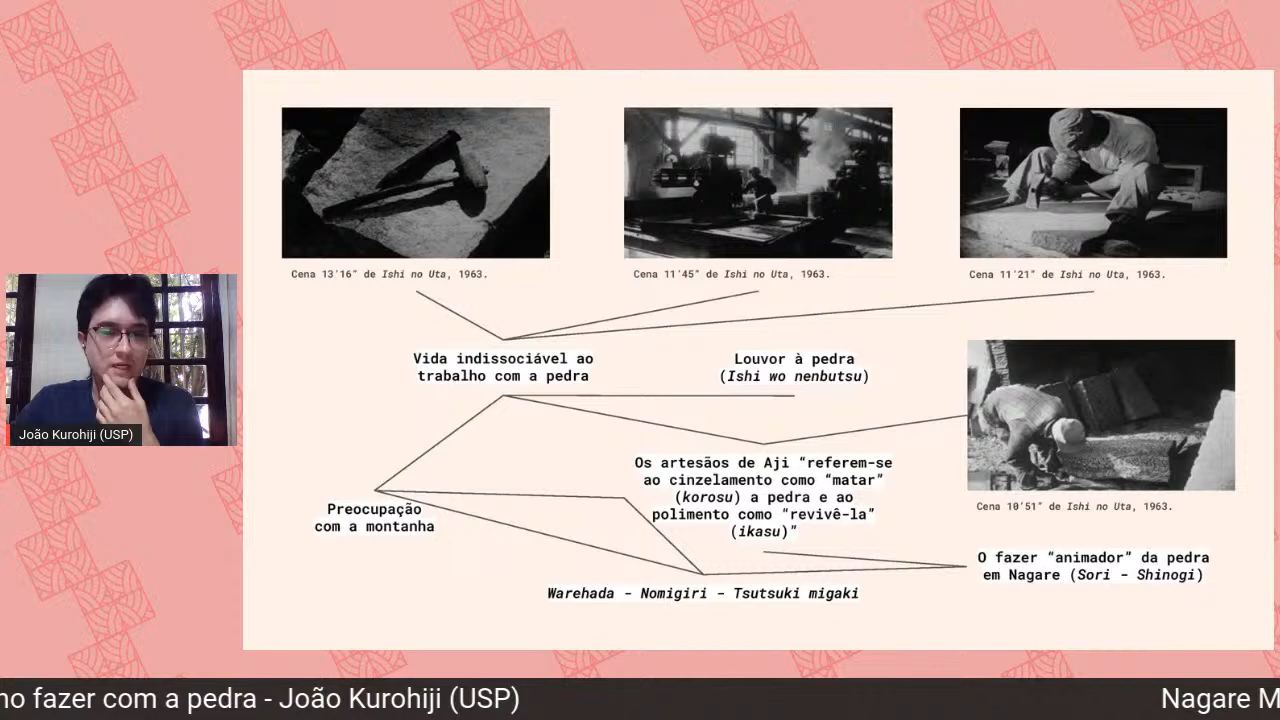 Cena 13'16” de Ishi no Uta, 1963.
Cena 11'45” de Ishi no Uta, 1963.
Cena 11'21” de Ishi no Uta, 1963.
Vida indissociável ao
trabalho com a pedra
Louvor à pedra
(Ishi wo nenbutsu)
João Kurohiji (USP)
Os artesãos de Aji “referem-se
ao cinzelamento como “matar”
(korosu) a pedra e ao
polimento como “revivê-la”
(ikasu)”
Preocupação
com a montanha
Cena 10'51” de Ishi no Uta, 1963.
O fazer “animador” da pedra
em Nagare (Sori - Shinogi)
Warehada - Nomigiri - Tsutsuki migaki
no fazer com a pedra - João Kurohiji (USP)
Nagare M